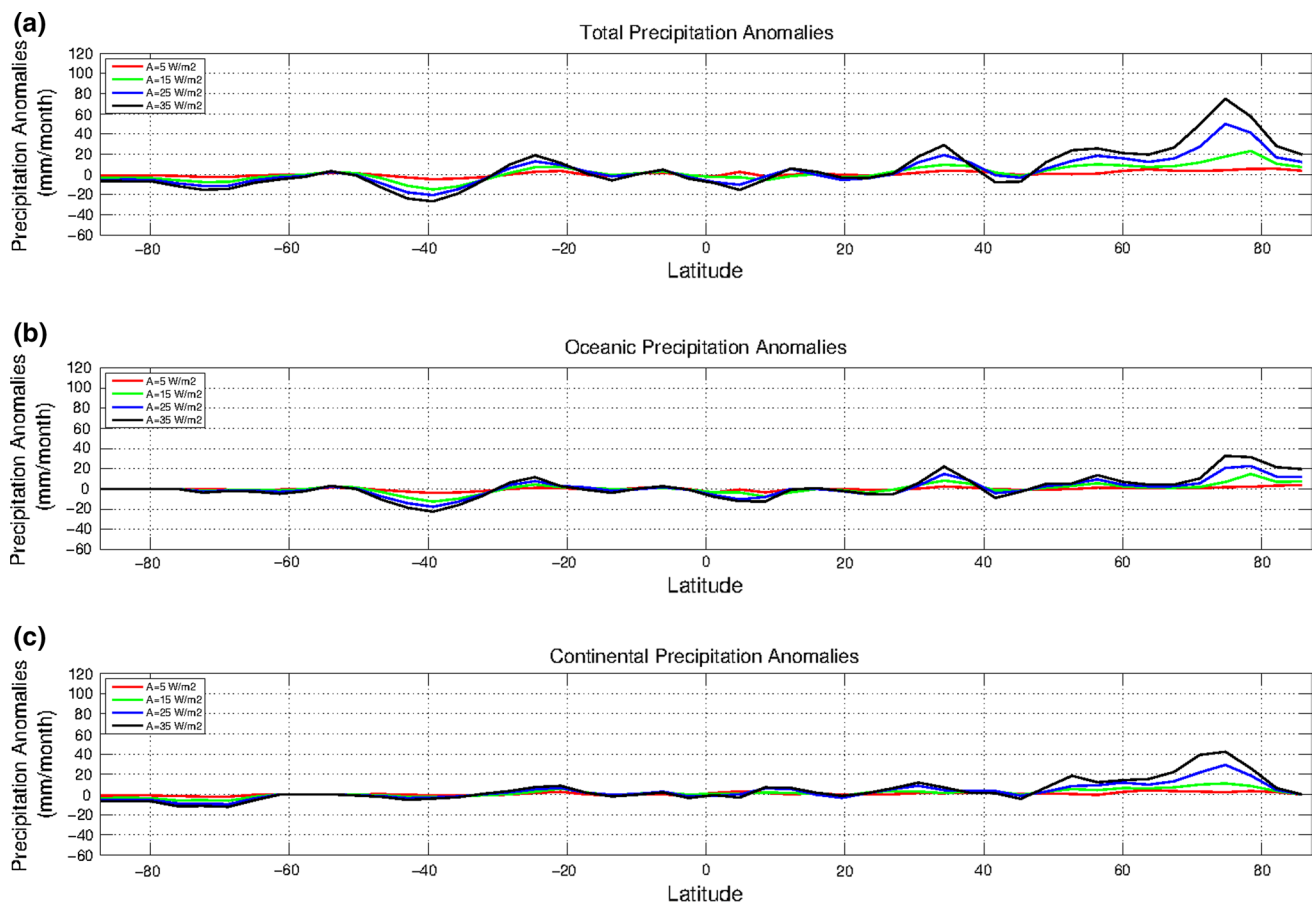 (a)
Total Precipitation Anomalies
Precipitation Anomalies
(mm/month)
120
100
80
60
40
20
0
−20
−40
−60
A=5 W/m2
A=15 W/m2
A=25 W/m2
A=35 W/m2
−80 −60 −40 −20 0 20 40 60 80
Latitude
(b)
Oceanic Precipitation Anomalies
Precipitation Anomalies
(mm/month)
120
100
80
60
40
20
0
−20
−40
−60
A=5 W/m2
A=15 W/m2
A=25 W/m2
A=35 W/m2
−80 −60 −40 −20 0 20 40 60 80
Latitude
(c)
Continental Precipitation Anomalies
Precipitation Anomalies
(mm/month)
120
100
80
60
40
20
0
−20
−40
−60
A=5 W/m2
A=15 W/m2
A=25 W/m2
A=35 W/m2
−80 −60 −40 −20 0 20 40 60 80
Latitude